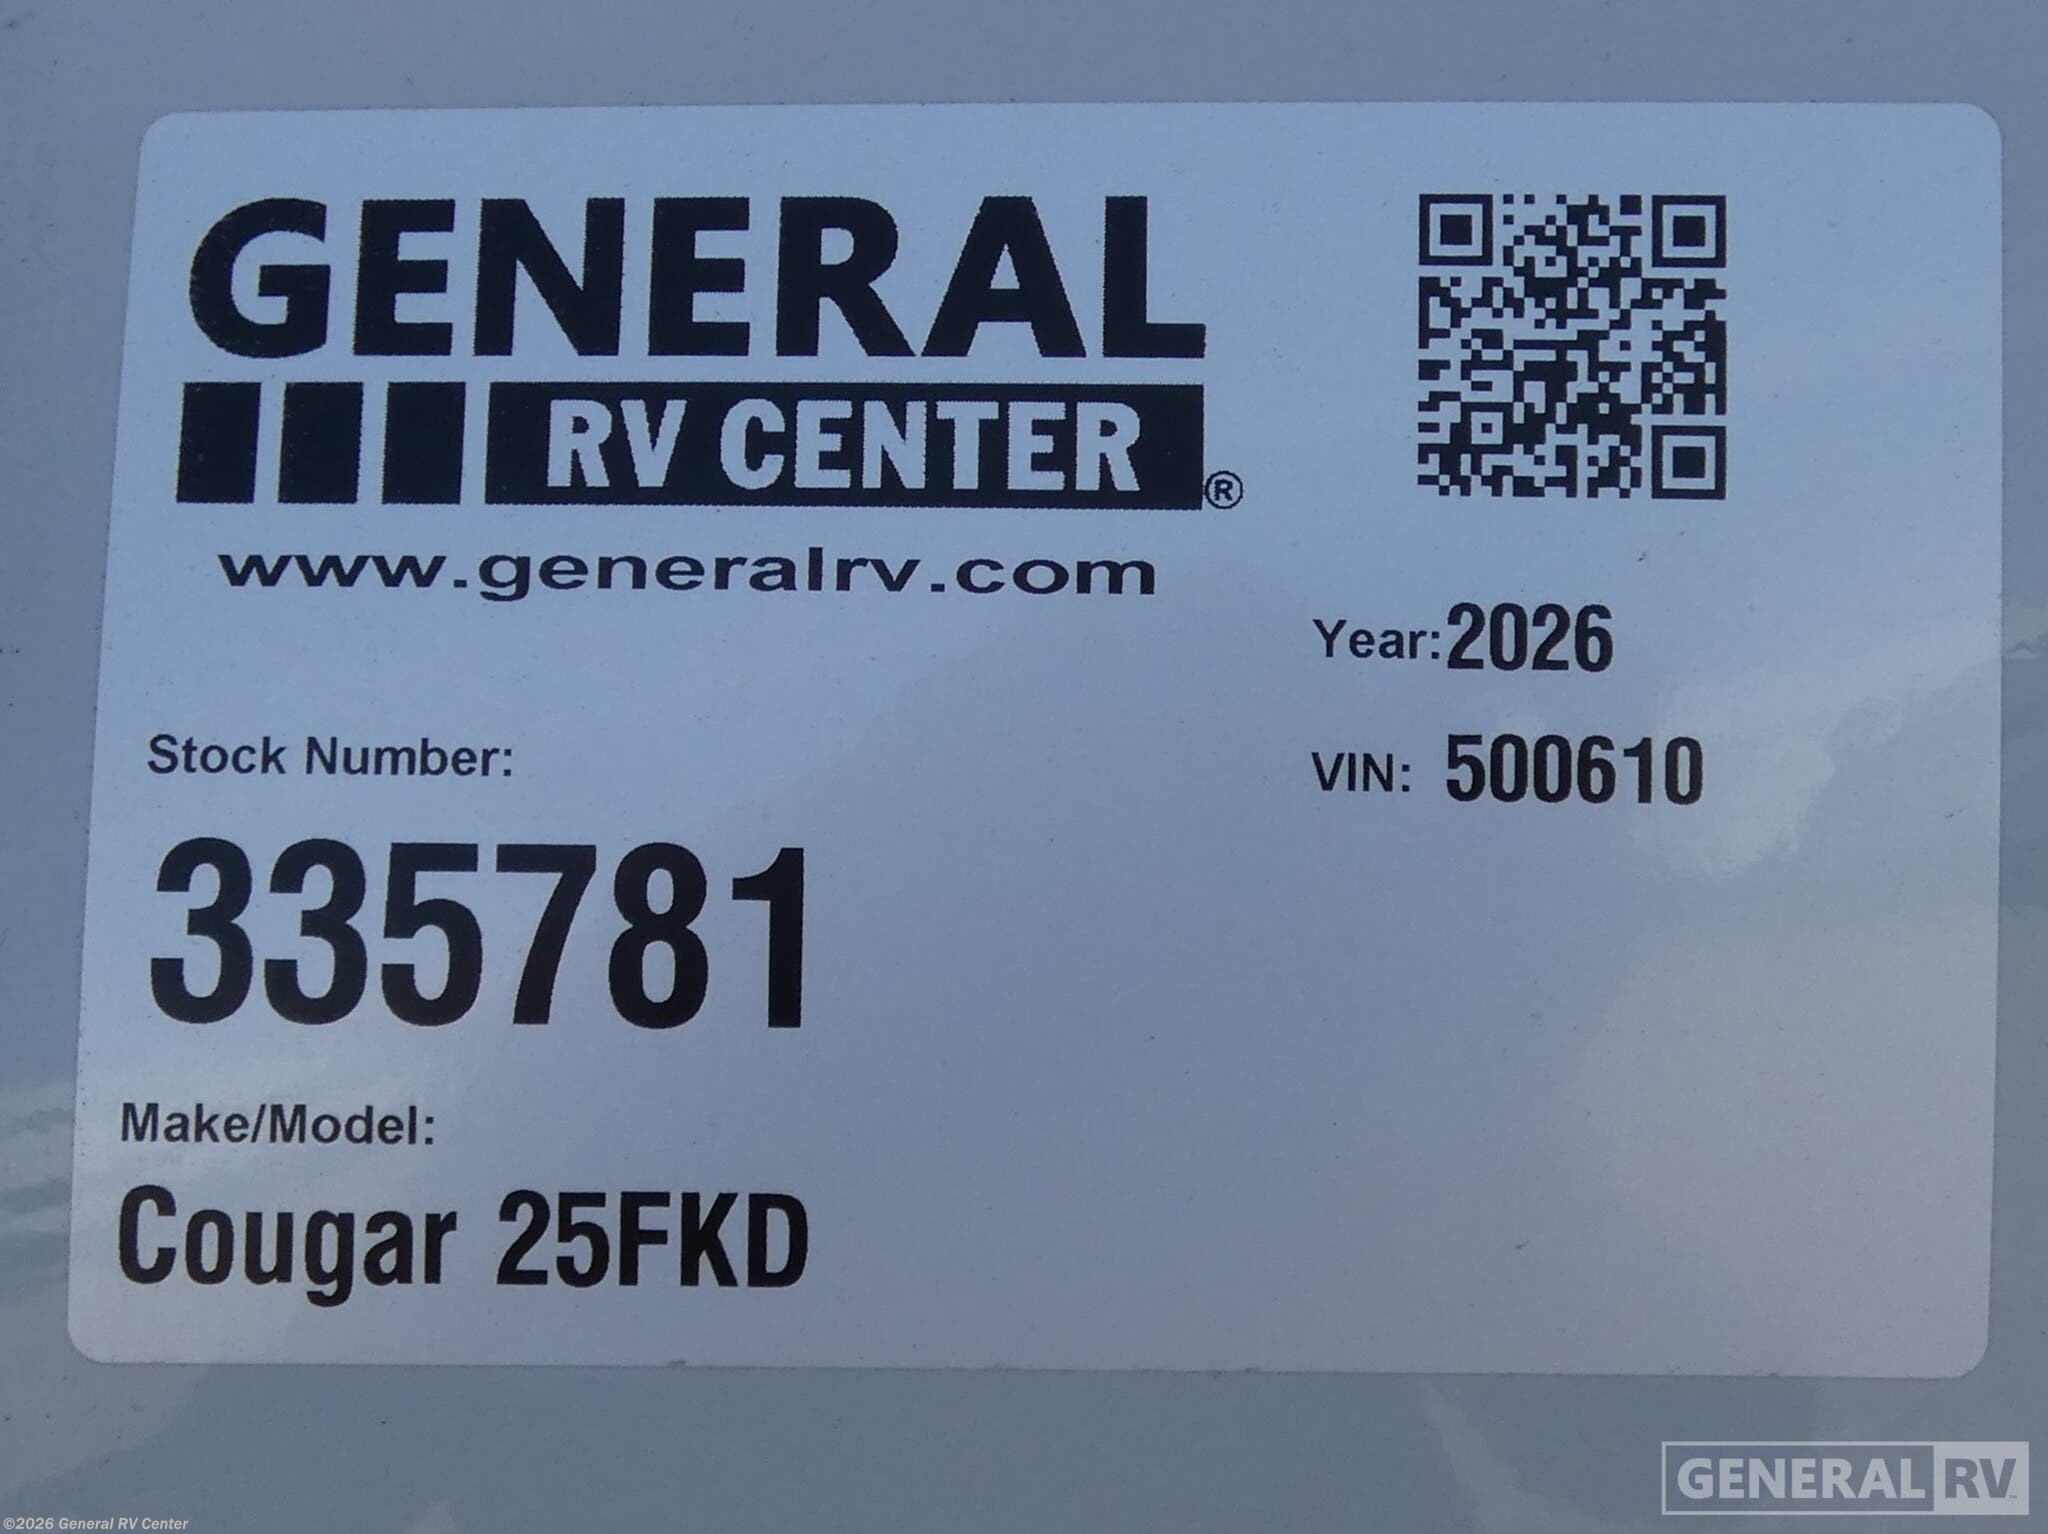 GENERAL
RV CENTER®
www.generalrv.com
Year: 2026
Stock Number:
VIN: 500610
335781
Make/Model:
Cougar 25FKD
GENERAL RV
©2026 General RV Center